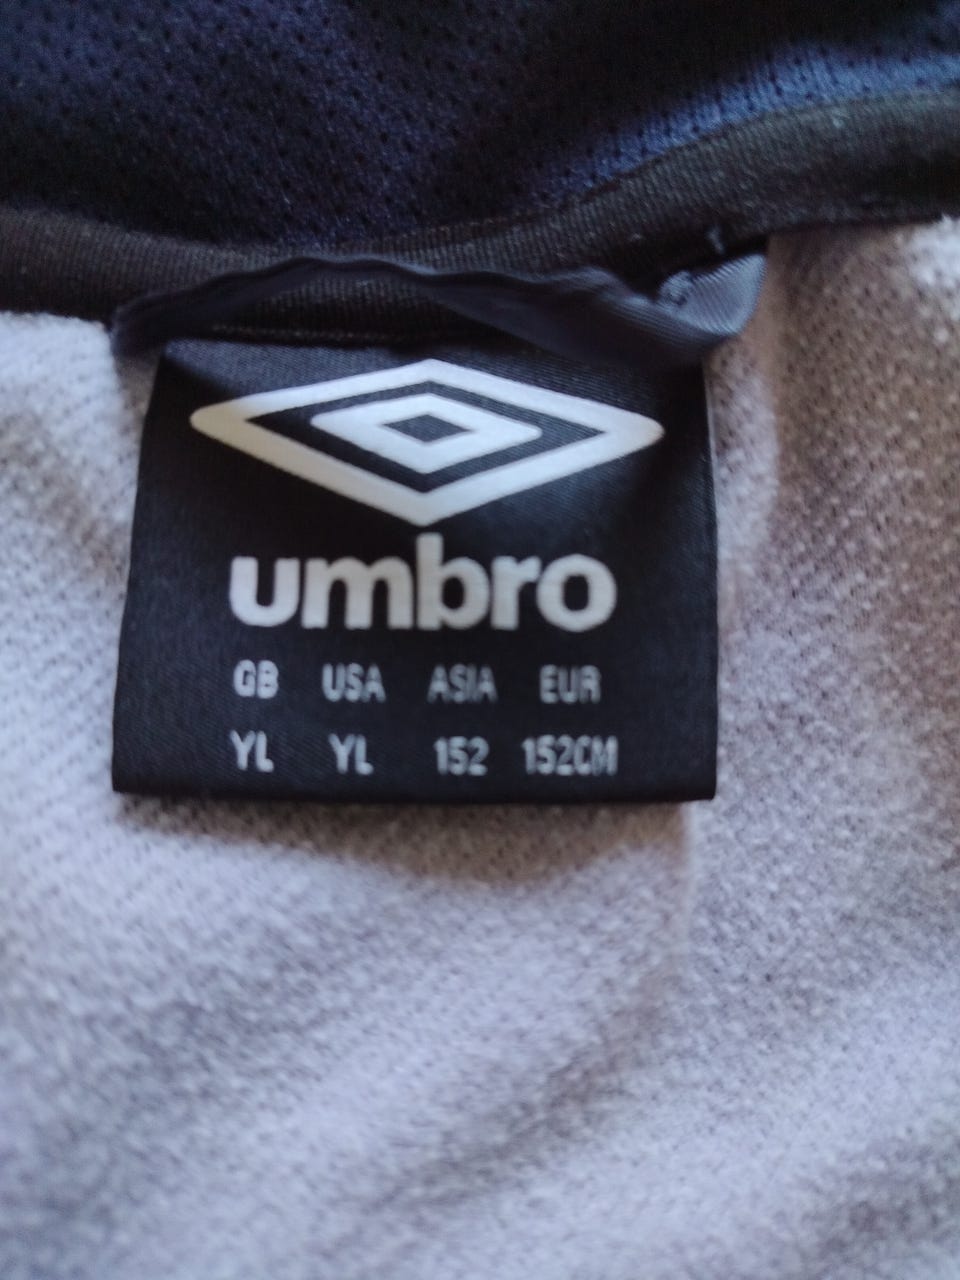 umbro
GB USA ASIA EUR
YL YL 152 152CM